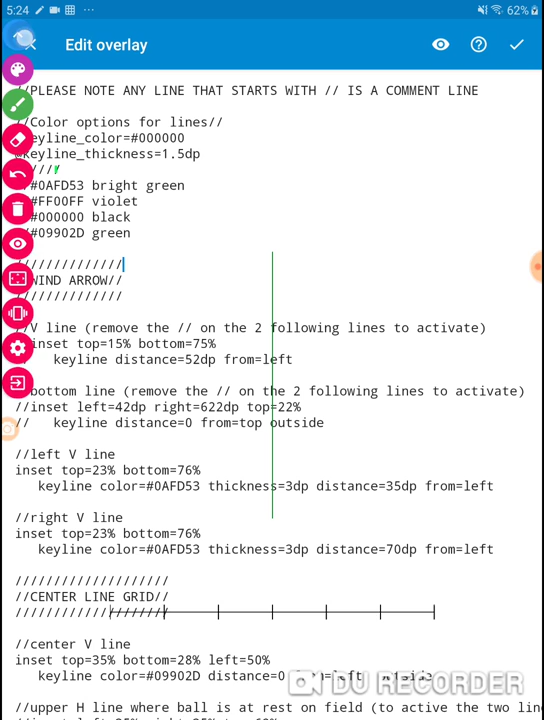 5:24
62%
Edit overlay
//PLEASE NOTE ANY LINE THAT STARTS WITH // IS A COMMENT LINE
//Color options for lines//
keyline_color=#000000
@keyline_thickness=1.5dp
#0AFD53 bright green
#FF00FF violet
#000000 black
#09902D green
/////////////
WIND ARROW//
/////////////
//V line (remove the // on the 2 following lines to activate)
inset top=15% bottom=75%
keyline distance=52dp from=left
bottom line (remove the // on the 2 following lines to activate)
//inset left=42dp right=622dp top=22%
// keyline distance=0 from=top outside
//left V line
inset top=23% bottom=76%
keyline color=#0AFD53 thickness=3dp distance=35dp from=left
//right V line
inset top=23% bottom=76%
keyline color=#0AFD53 thickness=3dp distance=70dp from=left
////////////////////
//CENTER LINE GRID//
////////////////////
//center V line
inset top=35% bottom=28% left=50%
keyline color=#09902D distance=0 from=left outside
DU RECORDER
//upper H line where ball is at rest on field (to active the two line